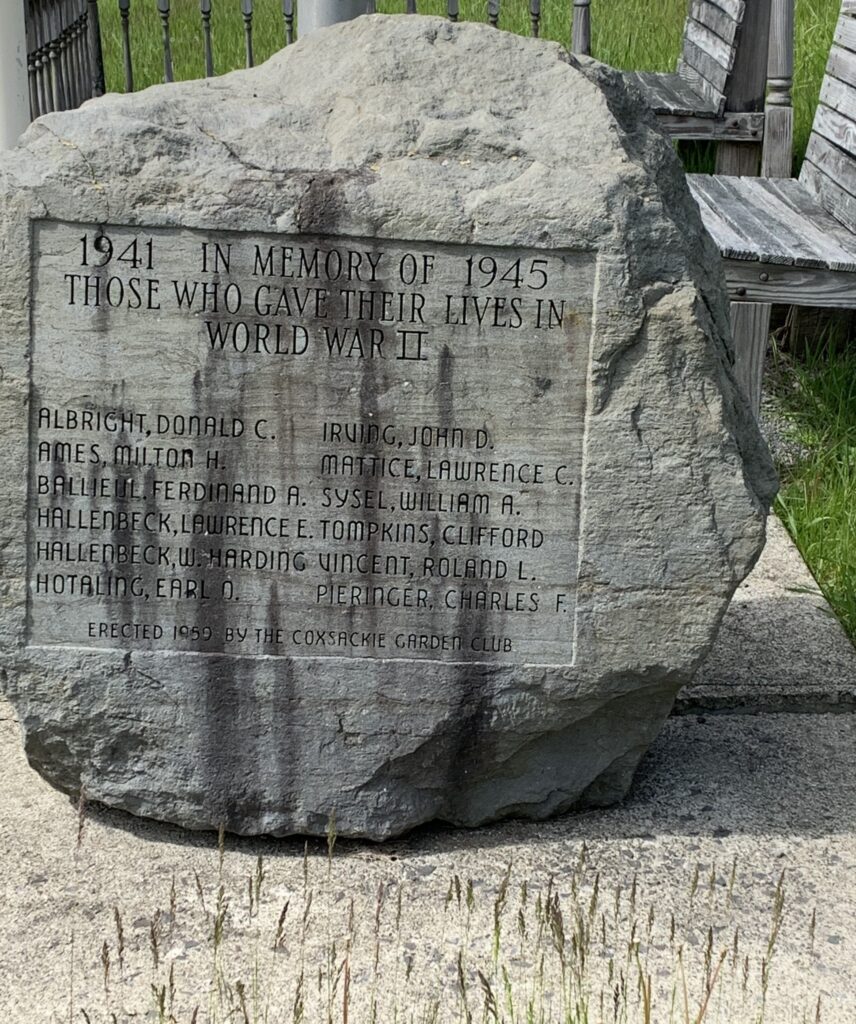 1941 IN MEMORY OF 1945
THOSE WHO GAVE THEIR LIVES IN
WORLD WAR II
ALBRIGHT, DONALD C.
AMES, MILTON H.
BALLIEUL. FERDINAND A.
HALLENBECK, LAWRENCE E.
HALLENBECK, W. HARDING
HOTALING, EARL O.
IRVING, JOHN D.
MATTICE, LAWRENCE C.
SYSEL, WILLIAM A.
TOMPKINS, CLIFFORD
VINCENT, ROLAND L.
PIERINGER, CHARLES F.
ERECTED 1959 BY THE COXSACKIE GARDEN CLUB